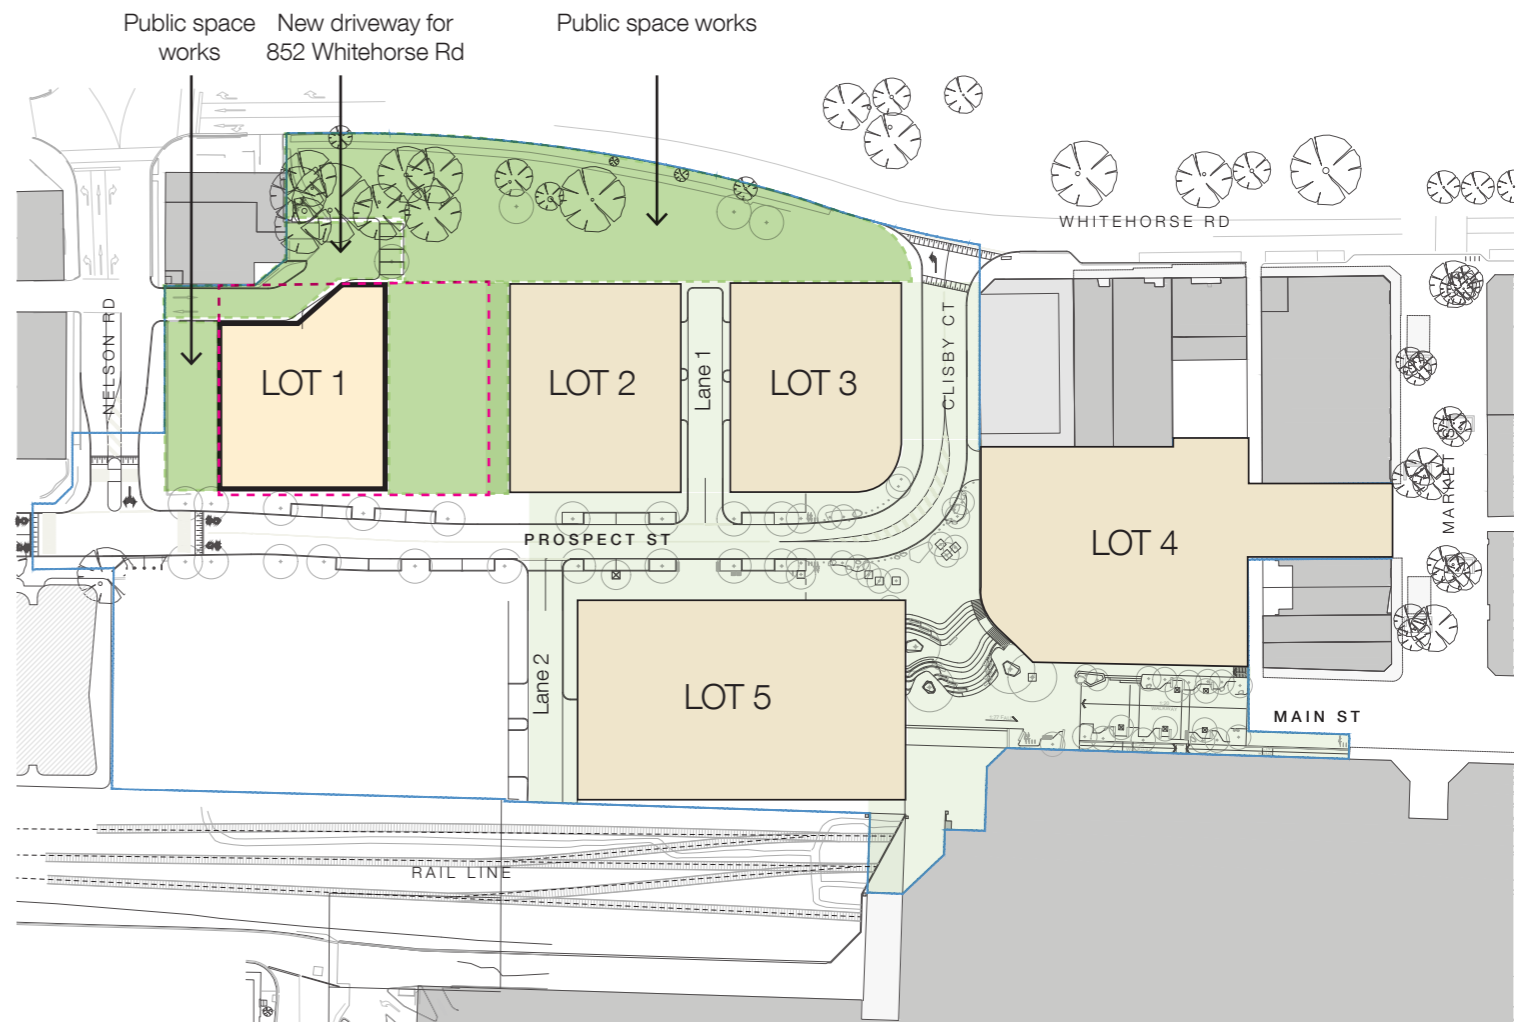 Public space
works
New driveway for
852 Whitehorse Rd
Public space works
WHITEHORSE RD
NELSON RD
LOT 1
LOT 2
Lane 1
LOT 3
CLISBY CT
MARKET ST
PROSPECT ST
LOT 4
Lane 2
LOT 5
MAIN ST
RAIL LINE